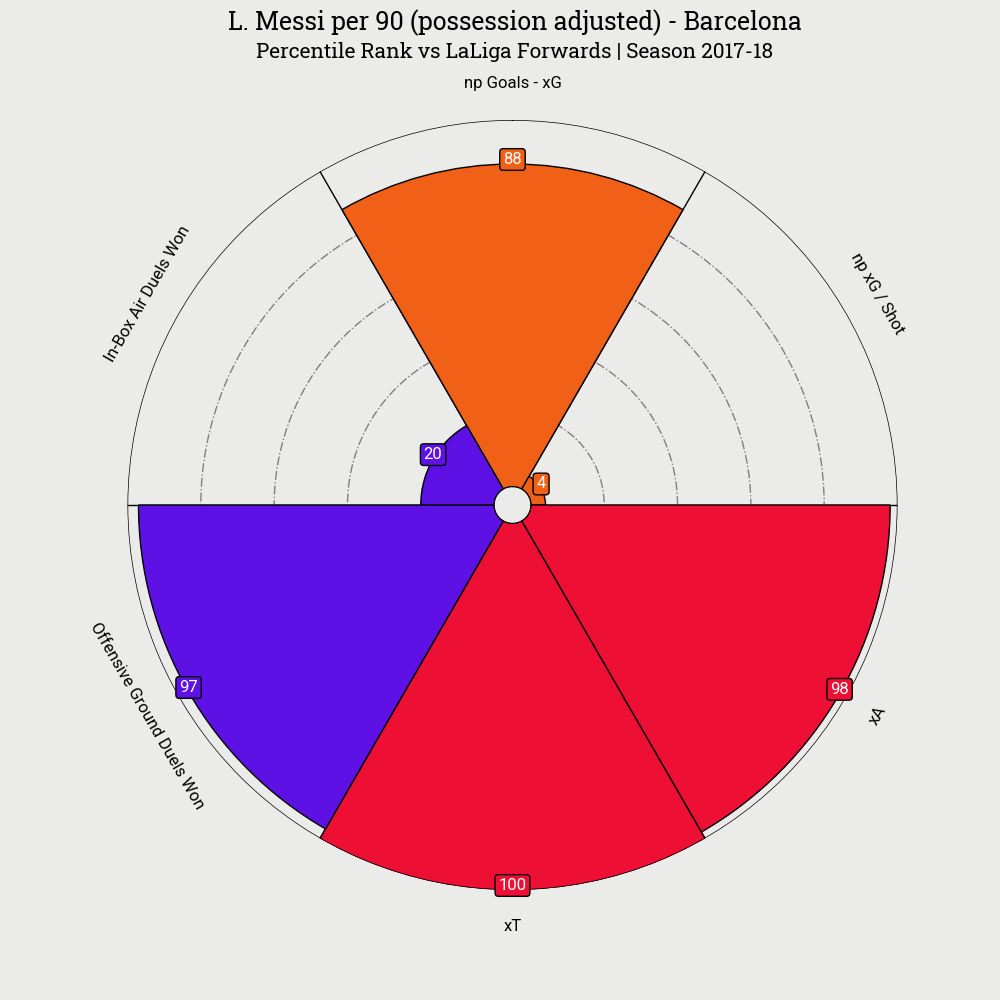 L. Messi per 90 (possession adjusted) - Barcelona
Percentile Rank vs LaLiga Forwards | Season 2017-18
np Goals - xG
88
np xG / Shot
4
xA
98
xT
100
Offensive Ground Duels Won
97
In-Box Air Duels Won
20